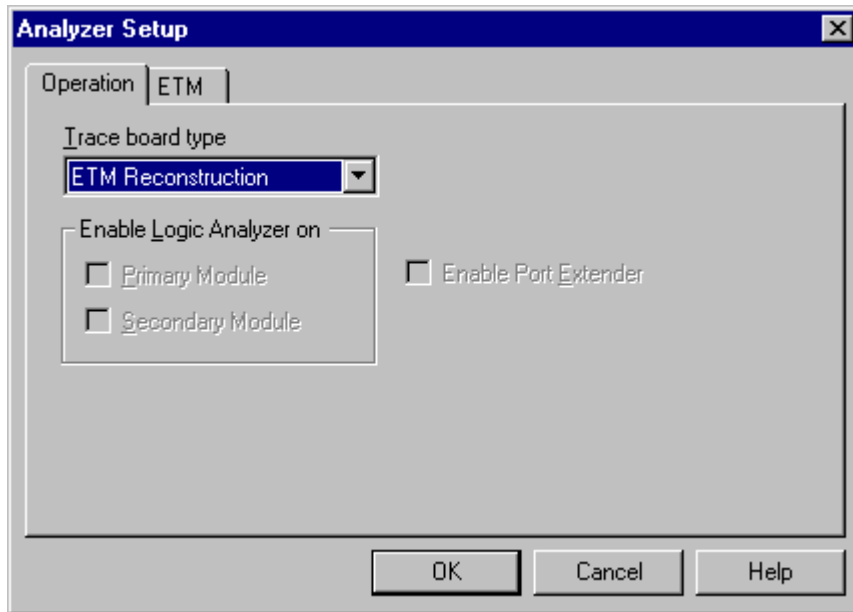 Analyzer Setup
Operation ETM
Trace board type
ETM Reconstruction
Enable Logic Analyzer on
Primary Module
Enable Port Extender
Secondary Module
OK Cancel Help